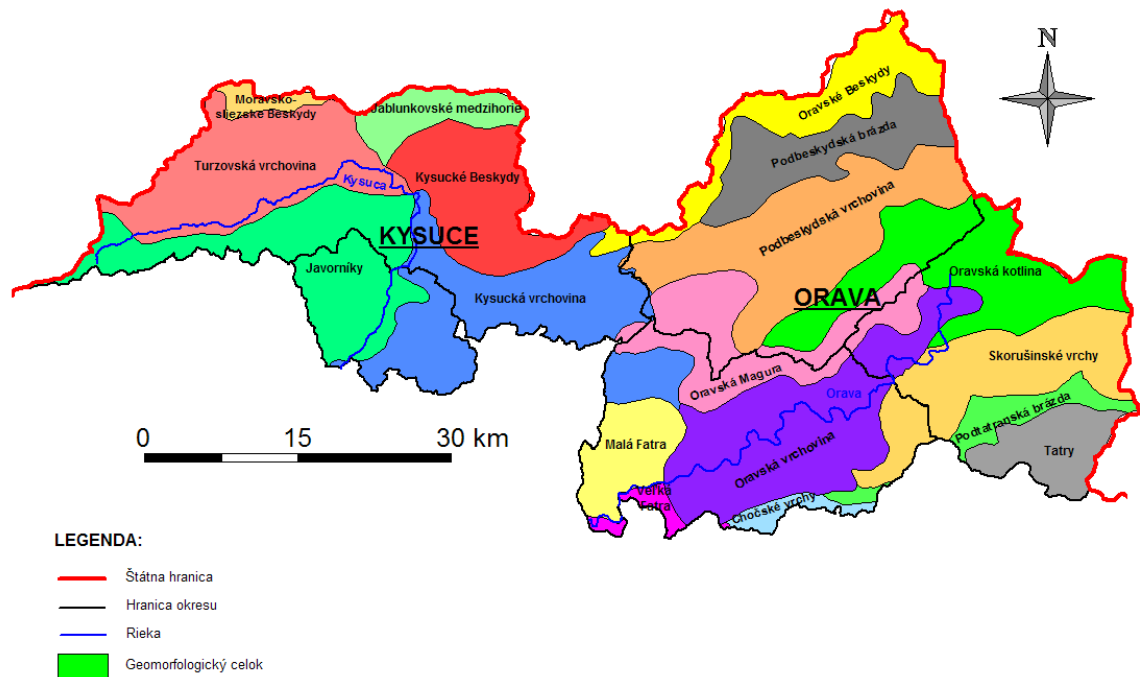 N
Oravské Beskydy
Moravsko-
sliezske Beskydy
Jablunkovské medzihorie
Podbeskydská brázda
Turzovská vrchovina
Kysuca
Kysucké Beskydy
Podbeskydská vrchovina
KYSUCE
Javorníky
Oravská kotlina
Kysucká vrchovina
ORAVA
Skorušinské vrchy
Oravská Magura
Orava
Podtatranská brázda
0 15 30 km
Malá Fatra
Oravská vrchovina
Tatry
Veľká
Fatra
Chočské vrchy
LEGENDA:
Štátna hranica
Hranica okresu
Rieka
Geomorfologický celok